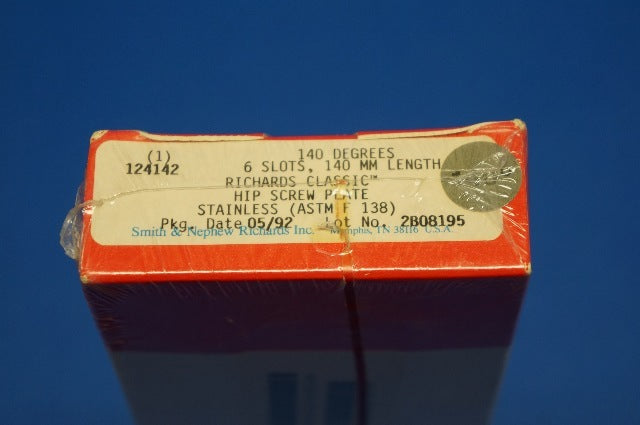 (1) 140 DEGREES
124142 6 SLOTS, 140 MM LENGTH
RICHARDS CLASSIC™
HIP SCREW PLATE
STAINLESS (ASTM F 138)
Pkg. Date 05/92 Lot No. 2B08195
Smith & Nephew Richards Inc. Memphis, TN 38116 U.S.A.